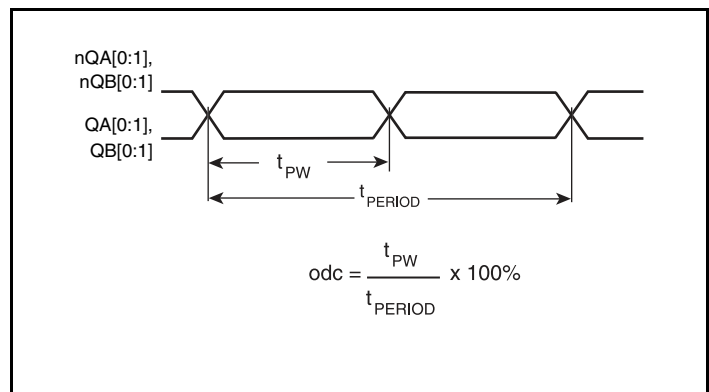 nQA[0:1],
nQB[0:1]
QA[0:1],
QB[0:1]
tPW
tPERIOD
odc = tPW / tPERIOD x 100%